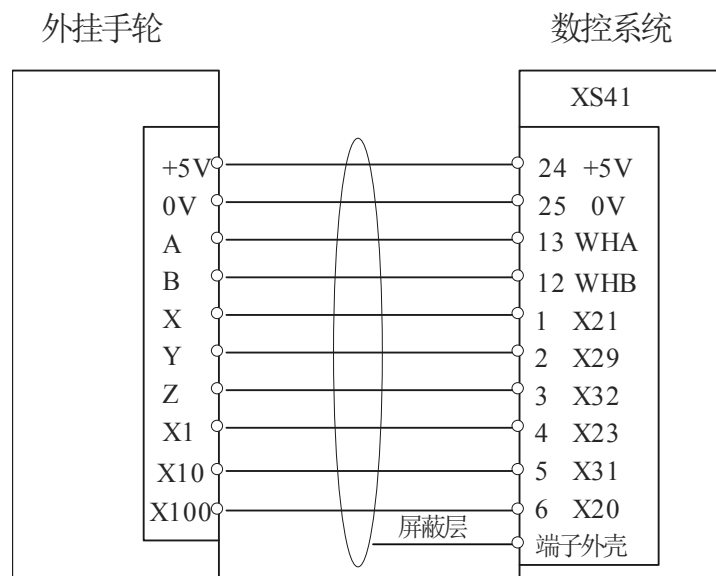 外挂手轮 数控系统
XS41
+5V 24 +5V
0V 25 0V
A 13 WHA
B 12 WHB
X 1 X21
Y 2 X29
Z 3 X32
X1 4 X23
X10 5 X31
X100 6 X20
屏蔽层 端子外壳